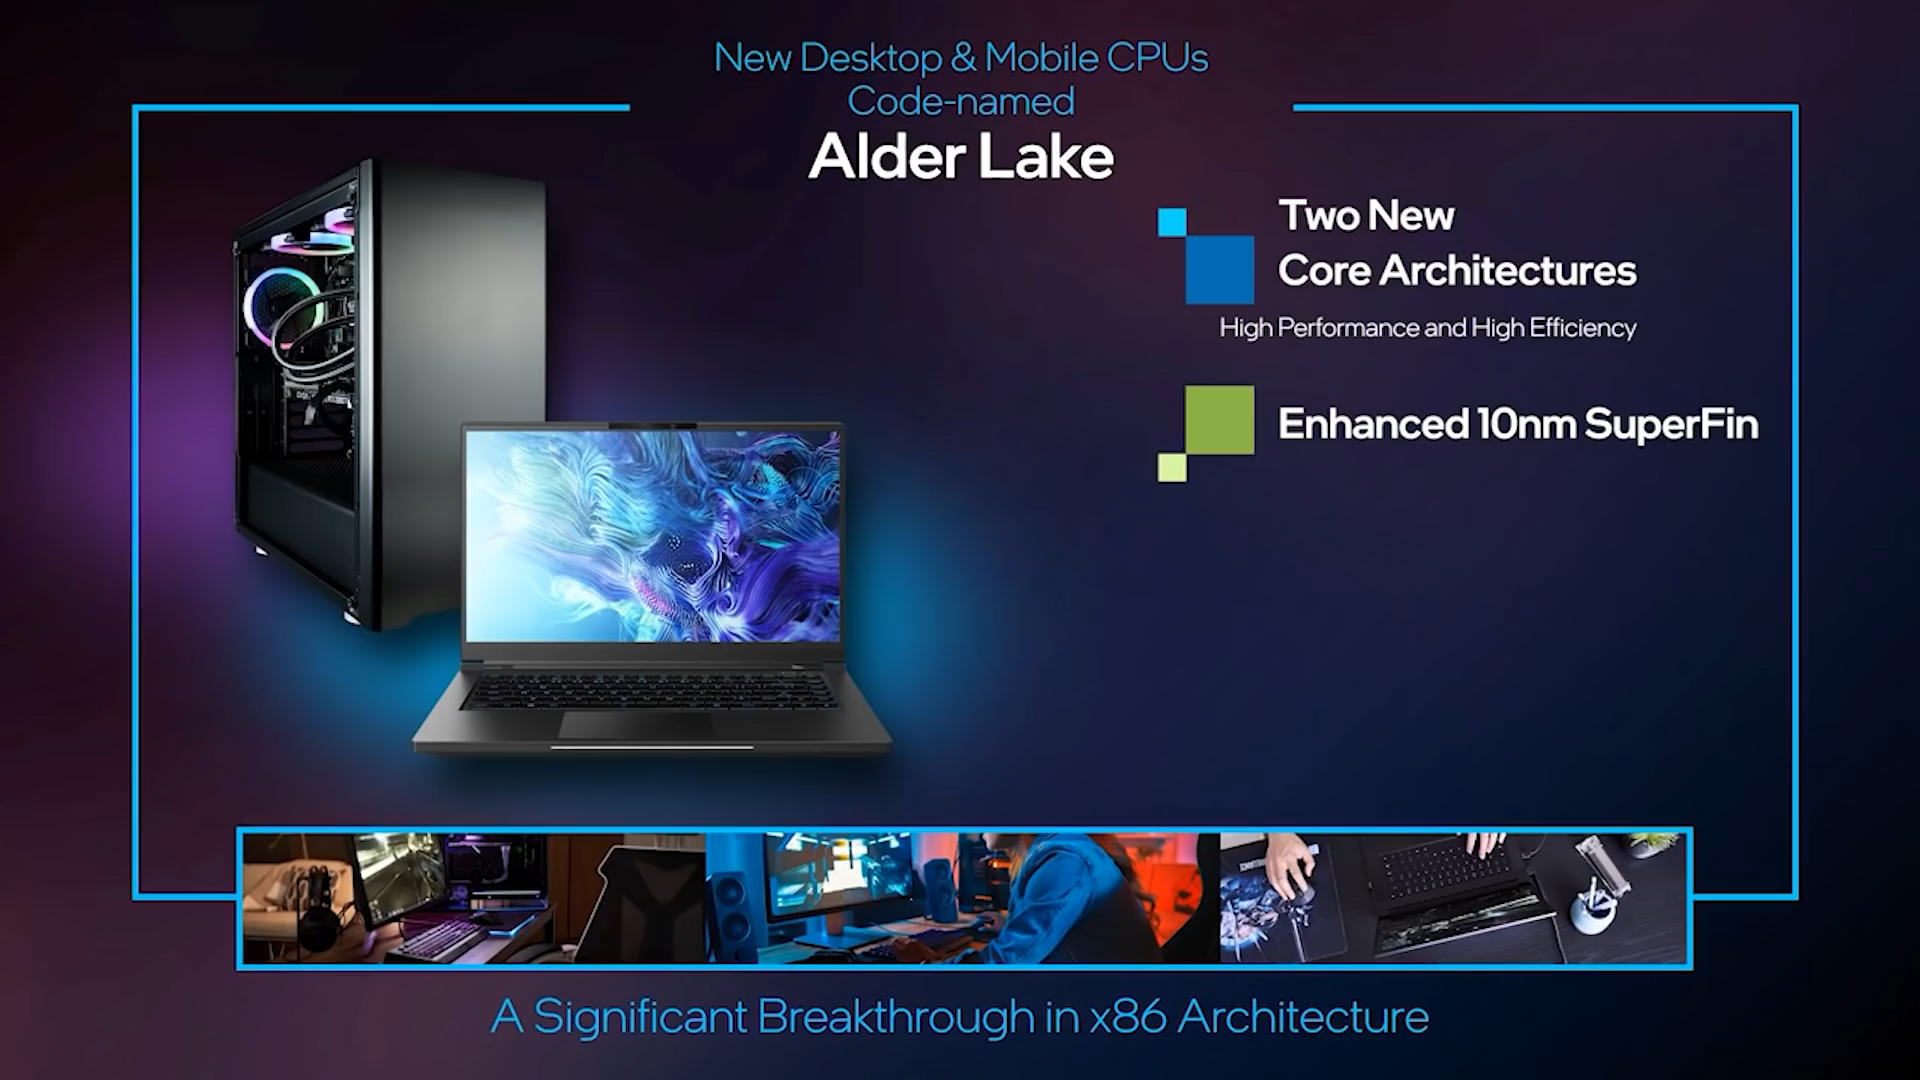 New Desktop & Mobile CPUs
Code-named
Alder Lake
Two New
Core Architectures
High Performance and High Efficiency
Enhanced 10nm SuperFin
A Significant Breakthrough in x86 Architecture